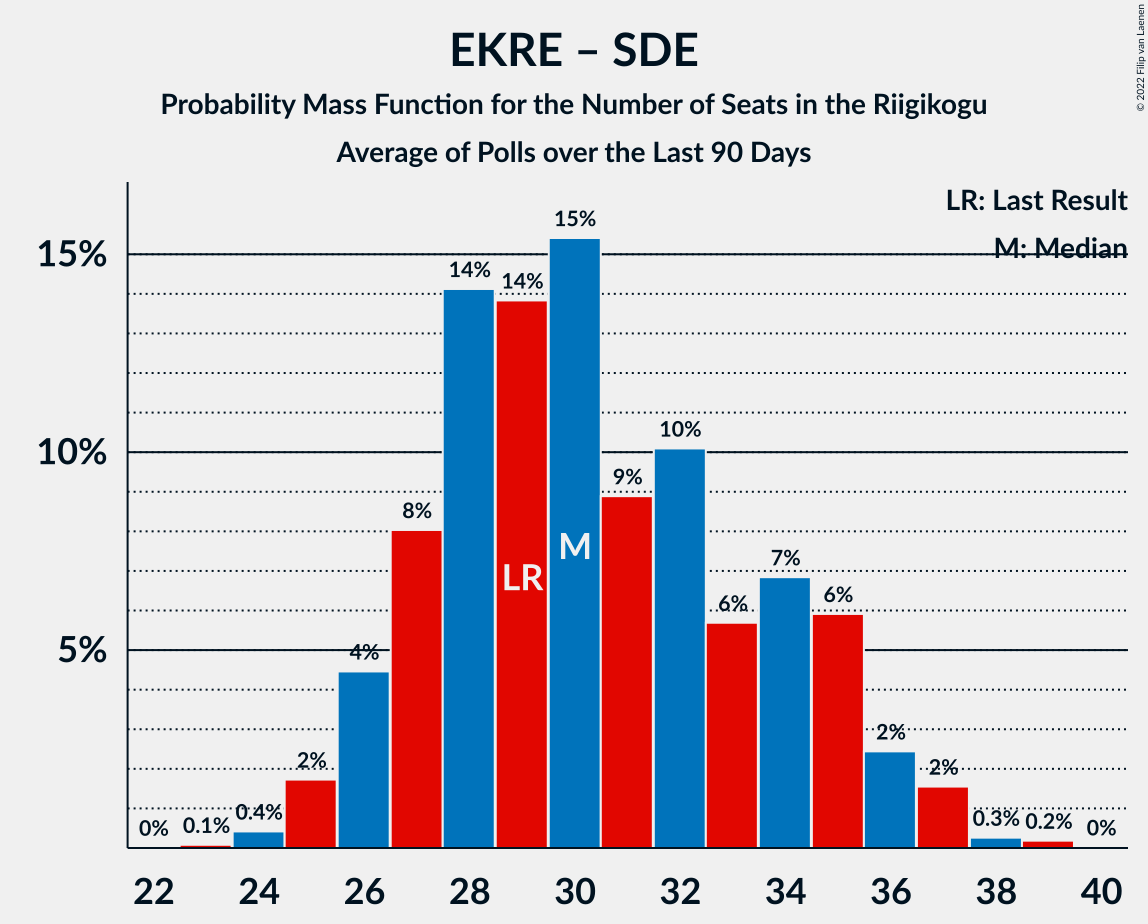 EKRE – SDE
Probability Mass Function for the Number of Seats in the Riigikogu
Average of Polls over the Last 90 Days
© 2022 Filip van Laenen
LR: Last Result
M: Median
15%
10%
5%
0%
0.1%
0.4%
2%
4%
8%
14%
14%
15%
9%
10%
6%
7%
6%
2%
2%
0.3%
0.2%
0%
LR
M
22 24 26 28 30 32 34 36 38 40